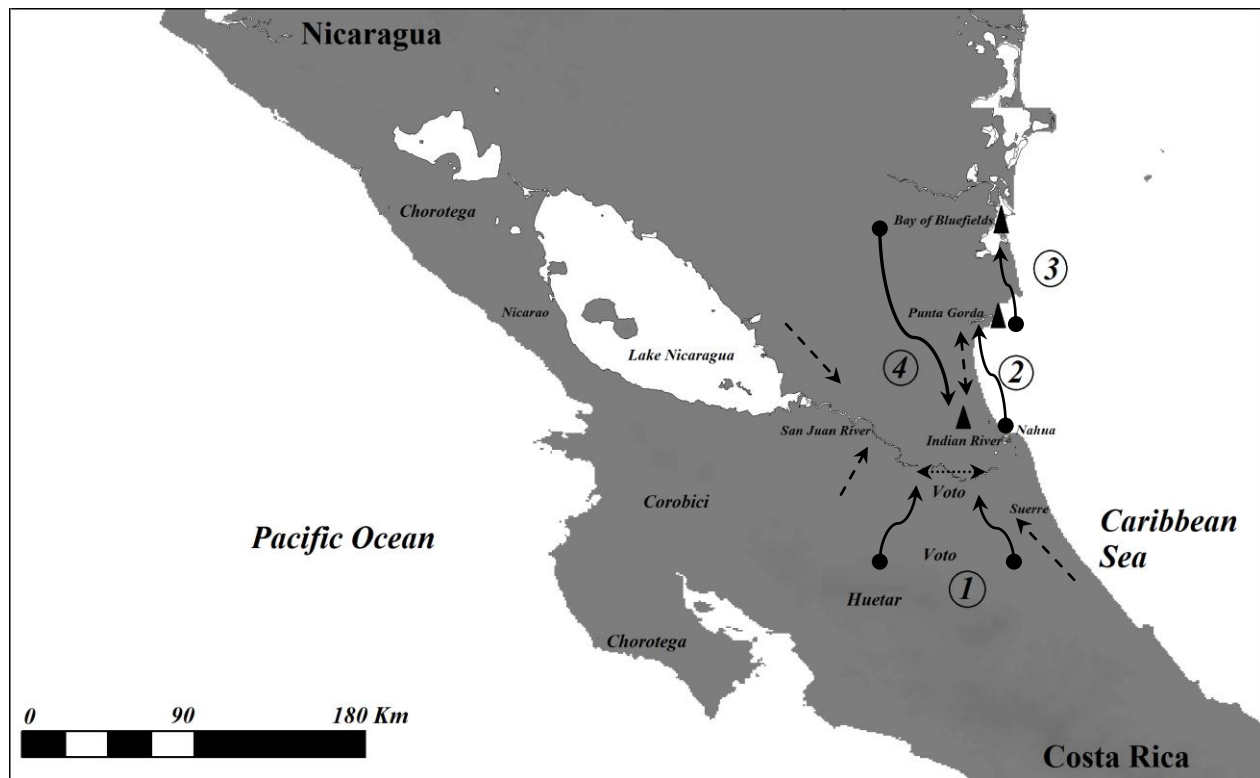 Nicaragua
Chorotega
Bay of Bluefields
3
Nicarao
Punta Gorda
Lake Nicaragua
4
2
San Juan River
Indian River
Nahua
Voto
Corobici
Suerre
Pacific Ocean
Caribbean
Sea
Voto
1
Huetar
Chorotega
0 90 180 Km
Costa Rica